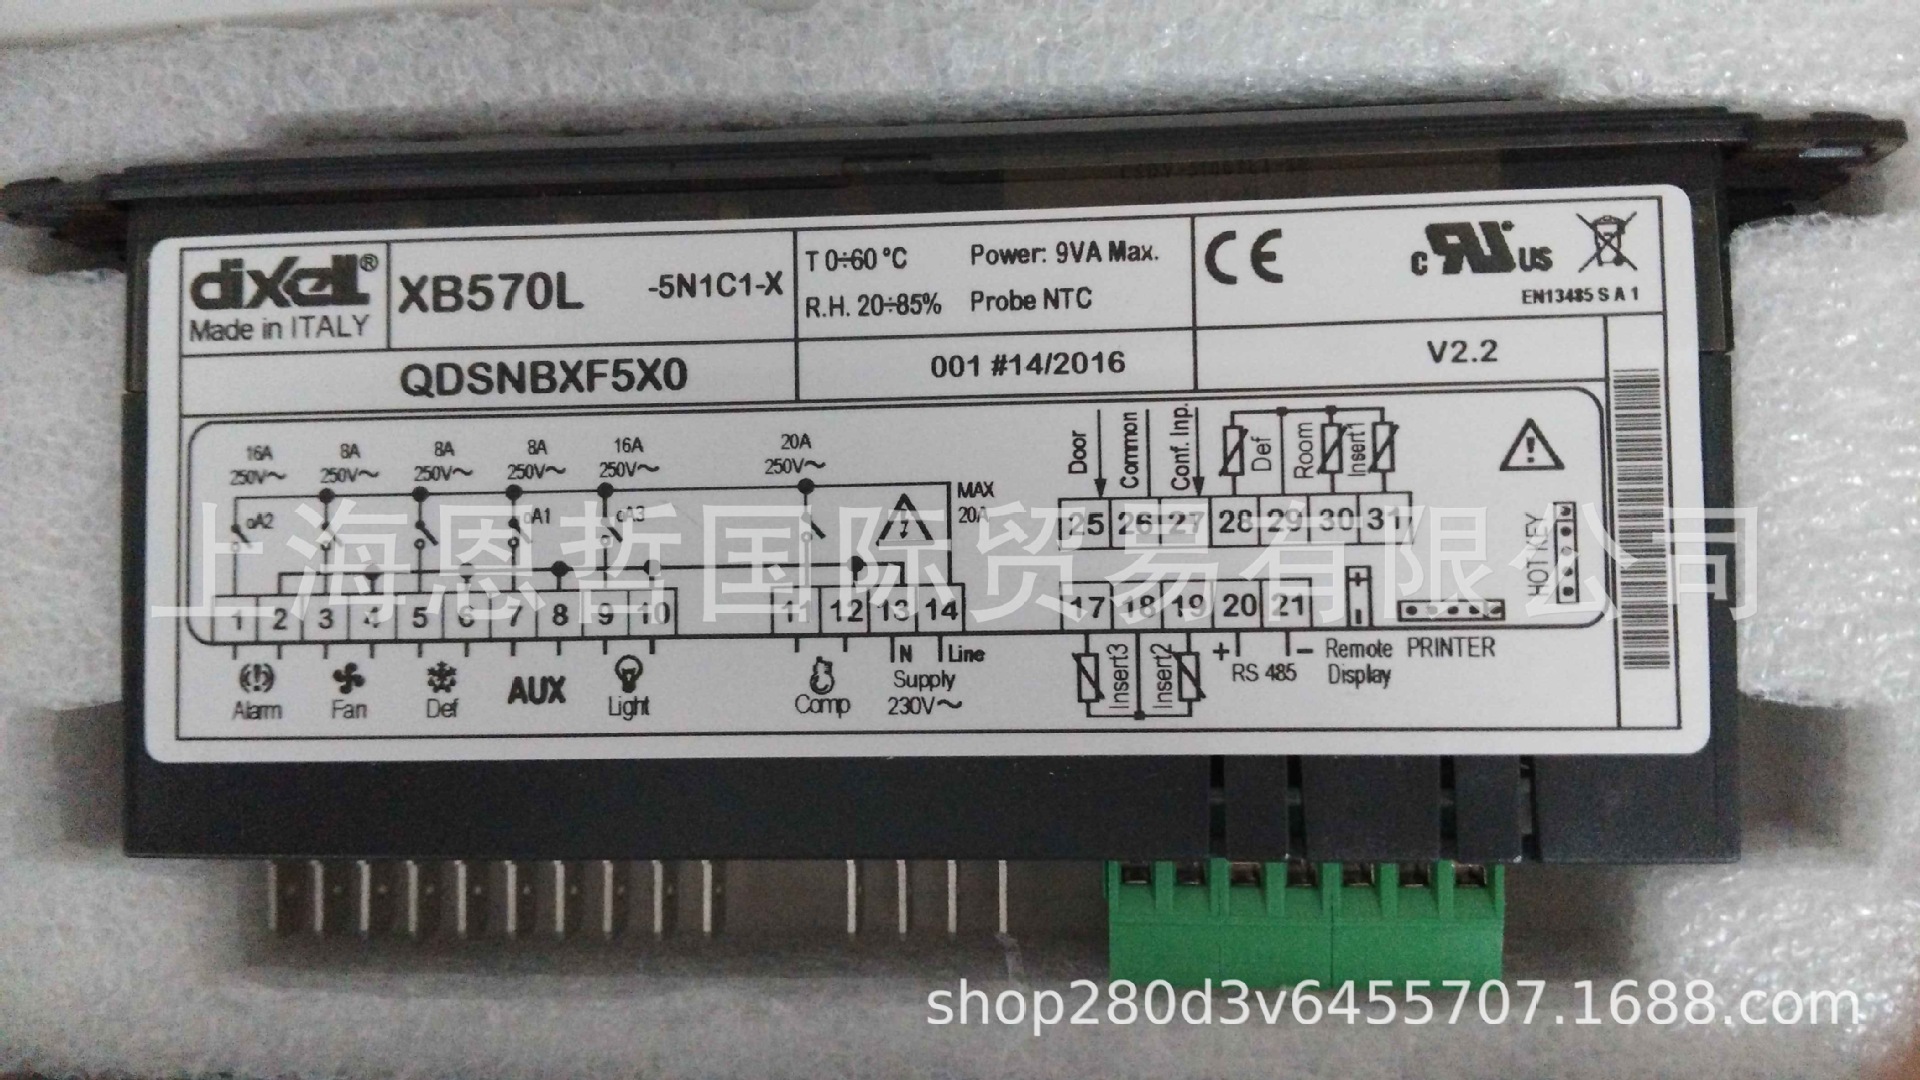 dixell®
Made in ITALY
XB570L -5N1C1-X
T 0÷60 °C Power: 9VA Max.
R.H. 20÷85% Probe NTC
CE
c RU us
EN13485 S A 1
QDSNBXF5X0
001 #14/2016
V2.2
16A 8A 8A 8A 16A 20A
250V～ 250V～ 250V～ 250V～ 250V～ 250V～
oA2 oA1 oA3
MAX
20A
1 2 3 4 5 6 7 8 9 10 11 12 13 14
N Line
Alarm Fan Def AUX Light Comp
Supply
230V～
Door Common Conf. Inp. Def Room Insert1
25 26 27 28 29 30 31
17 18 19 20 21
+ -
Insert3 Insert2
+ −
RS 485
Remote
Display
PRINTER
HOT KEY
上海恩哲国际贸易有限公司
shop280d3v6455707.1688.com